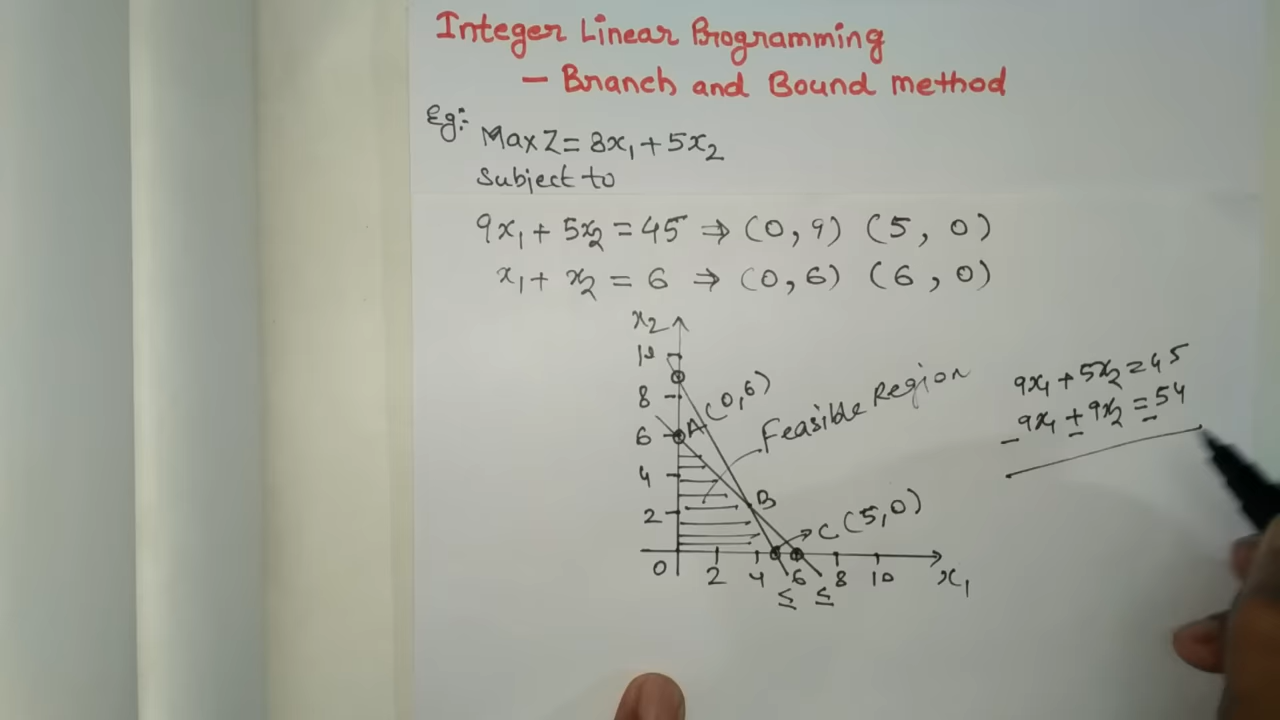 Integer Linear Programming
- Branch and Bound method
Eg:-
Max Z = 8x₁ + 5x₂
Subject to
9x₁ + 5x₂ = 45 ⇒ (0, 9) (5, 0)
x₁ + x₂ = 6 ⇒ (0, 6) (6, 0)
x₂
10
8
6
4
2
0
2 4 6 8 10
x₁
A (0,6)
Feasible Region
B
C (5,0)
≤ ≤
9x₁ + 5x₂ = 45
9x₁ + 9x₂ = 54
- - -